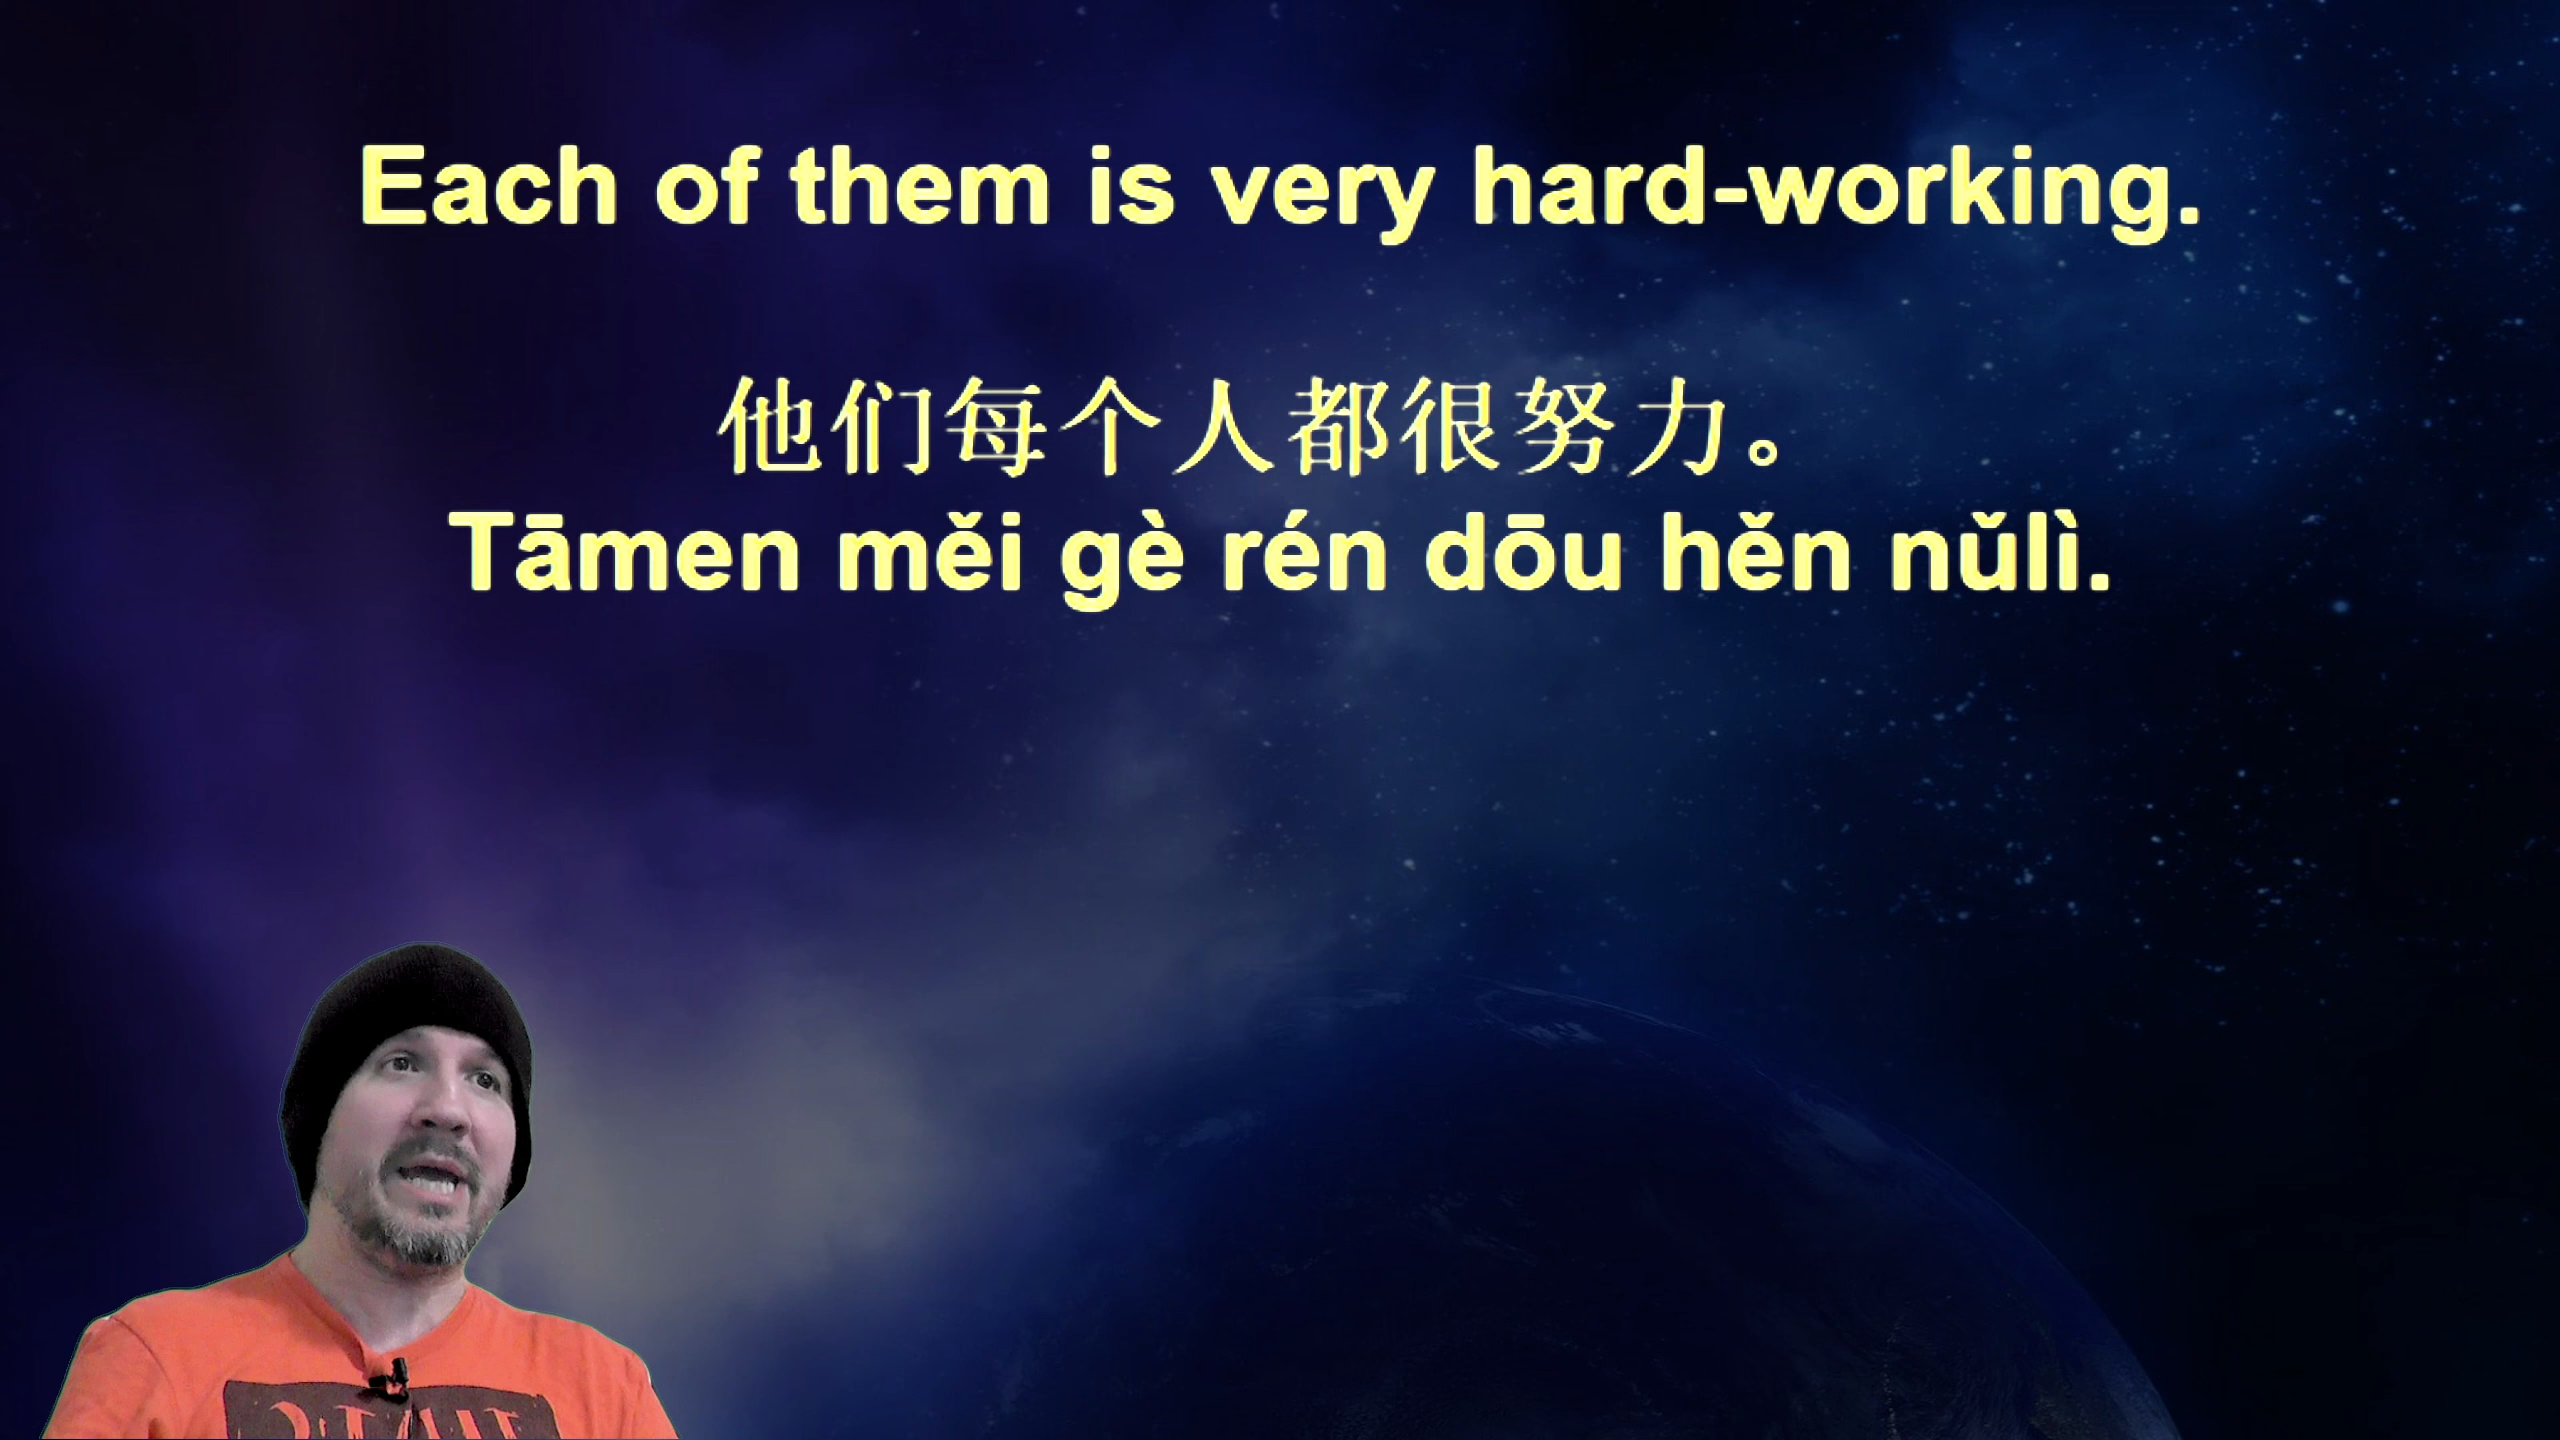 Each of them is very hard-working.
他们每个人都很努力。
Tāmen měi gè rén dōu hěn nǔlì.